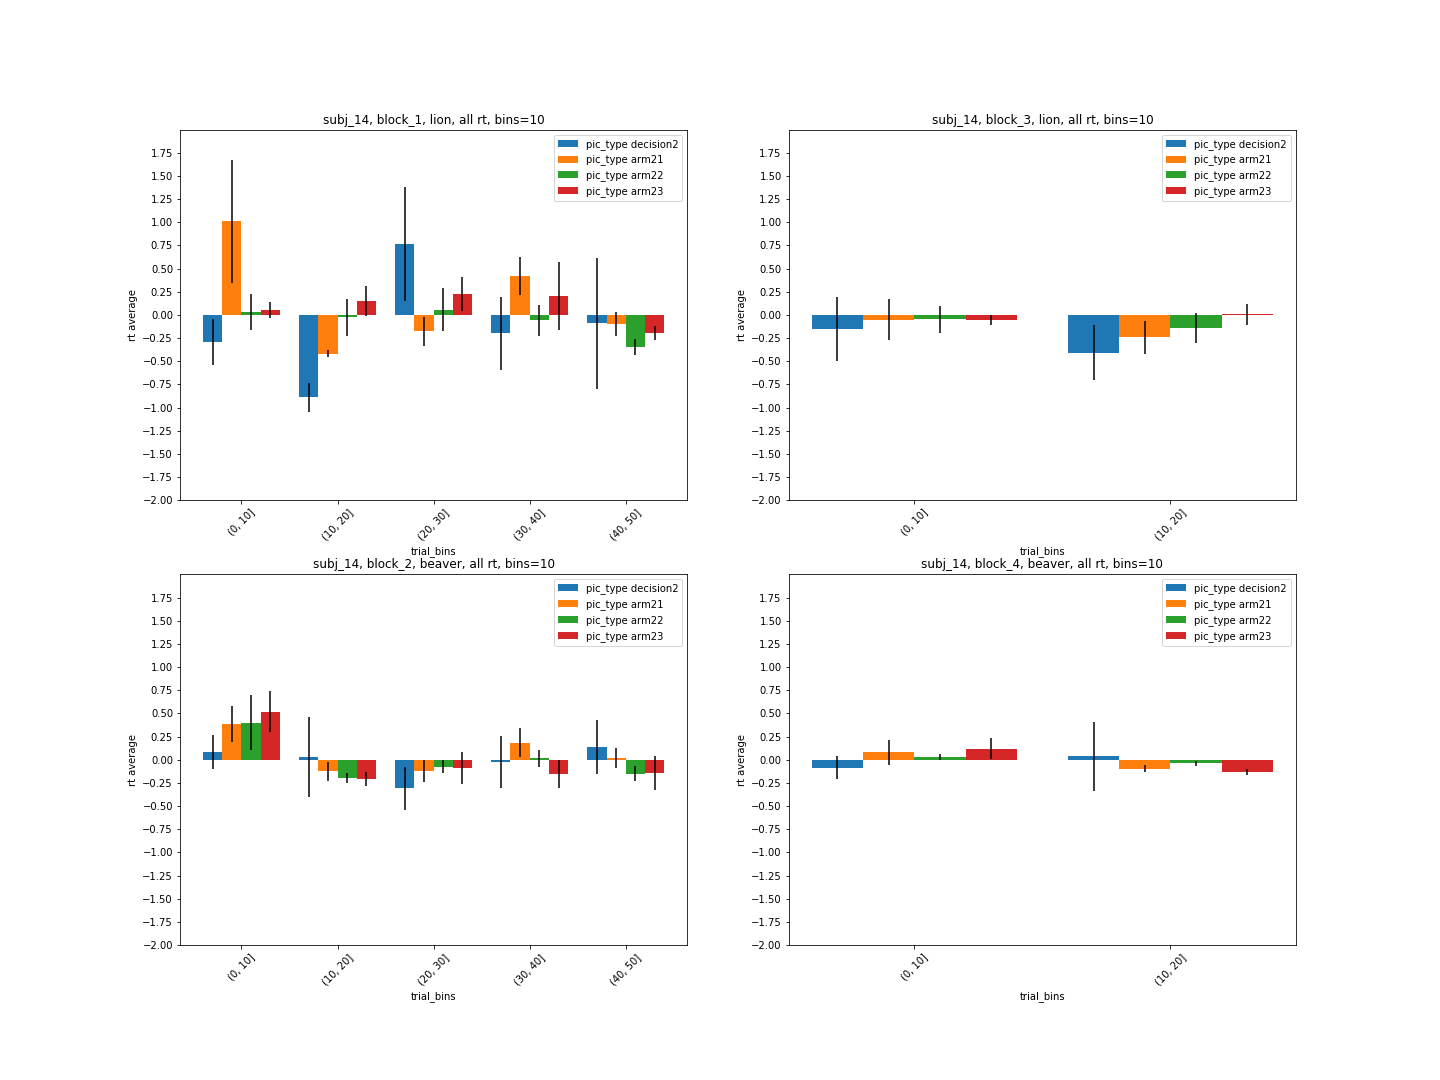 subj_14, block_1, lion, all rt, bins=10
pic_type decision2
pic_type arm21
pic_type arm22
pic_type arm23
1.75
1.50
1.25
1.00
0.75
0.50
0.25
0.00
−0.25
−0.50
−0.75
−1.00
−1.25
−1.50
−1.75
−2.00
rt average
(0, 10]
(10, 20]
(20, 30]
(30, 40]
(40, 50]
trial_bins
subj_14, block_3, lion, all rt, bins=10
pic_type decision2
pic_type arm21
pic_type arm22
pic_type arm23
1.75
1.50
1.25
1.00
0.75
0.50
0.25
0.00
−0.25
−0.50
−0.75
−1.00
−1.25
−1.50
−1.75
−2.00
rt average
(0, 10]
(10, 20]
trial_bins
subj_14, block_2, beaver, all rt, bins=10
pic_type decision2
pic_type arm21
pic_type arm22
pic_type arm23
1.75
1.50
1.25
1.00
0.75
0.50
0.25
0.00
−0.25
−0.50
−0.75
−1.00
−1.25
−1.50
−1.75
−2.00
rt average
(0, 10]
(10, 20]
(20, 30]
(30, 40]
(40, 50]
trial_bins
subj_14, block_4, beaver, all rt, bins=10
pic_type decision2
pic_type arm21
pic_type arm22
pic_type arm23
1.75
1.50
1.25
1.00
0.75
0.50
0.25
0.00
−0.25
−0.50
−0.75
−1.00
−1.25
−1.50
−1.75
−2.00
rt average
(0, 10]
(10, 20]
trial_bins